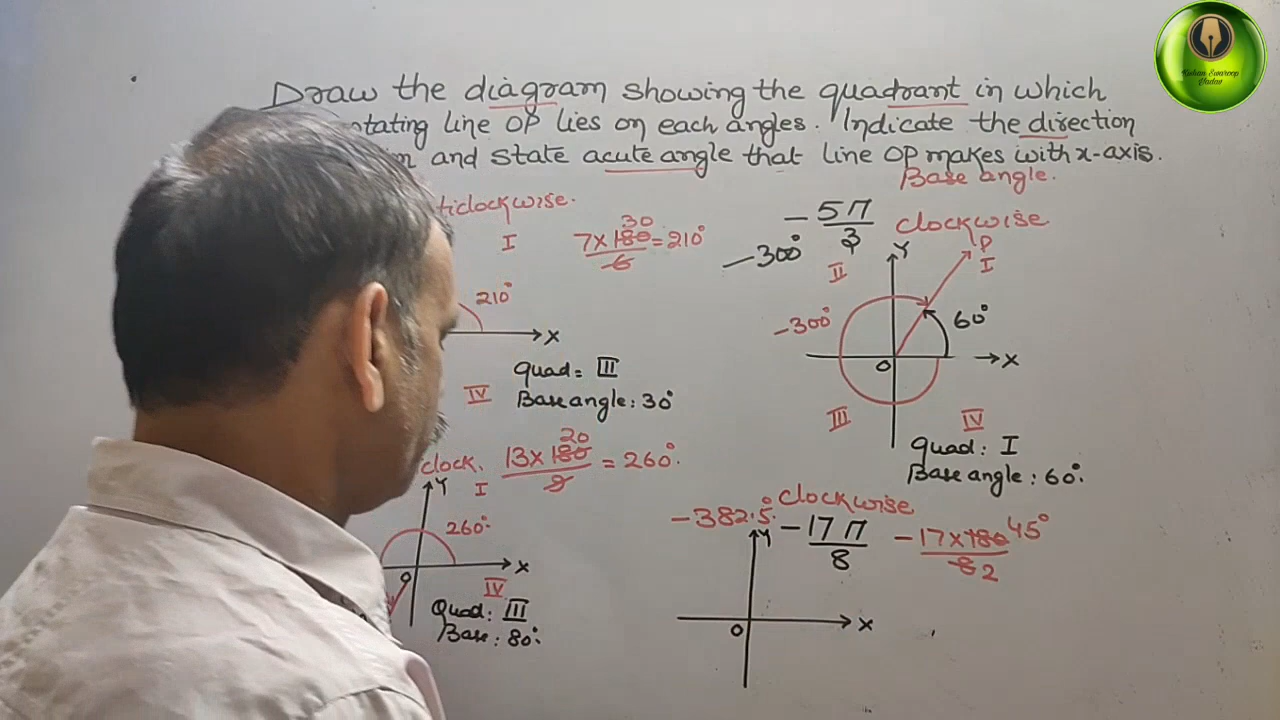 Draw the diagram showing the quadrant in which
otating line OP lies on each angles. Indicate the direction
and state acute angle that line OP makes with x-axis.
Base angle.
ticlockwise.
I
7 × 180 30 / 6 = 210°
210°
X
Quad = III
IV
Base angle : 30°
- 5π / 3
clockwise
- 300°
II
Y
P
I
- 300°
60°
O
X
III
IV
Quad : I
Base angle : 60°.
clock.
13 × 180 20 / 9 = 260°.
Y
I
260°
O
X
IV
Quad : III
Base : 80°.
- 382.5°
clockwise
- 17π / 8
- 17 × 180 45° / 8 2
Y
O
X
Kishan Swaroop
Yadav